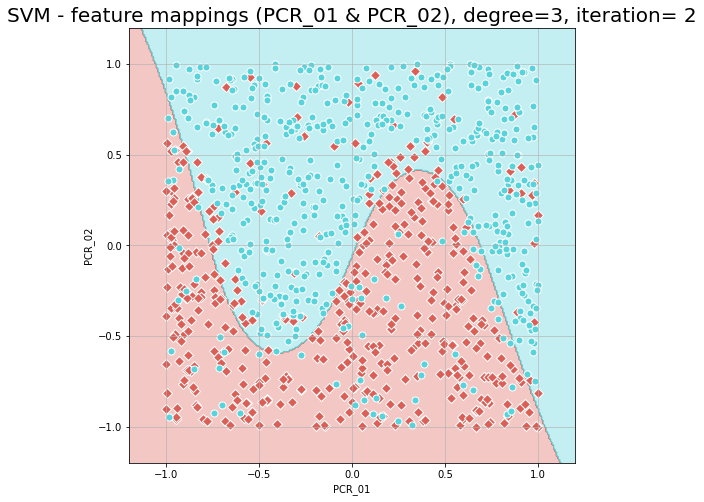 SVM - feature mappings (PCR_01 & PCR_02), degree=3, iteration= 2
1.0
0.5
0.0
−0.5
−1.0
PCR_02
−1.0 −0.5 0.0 0.5 1.0
PCR_01